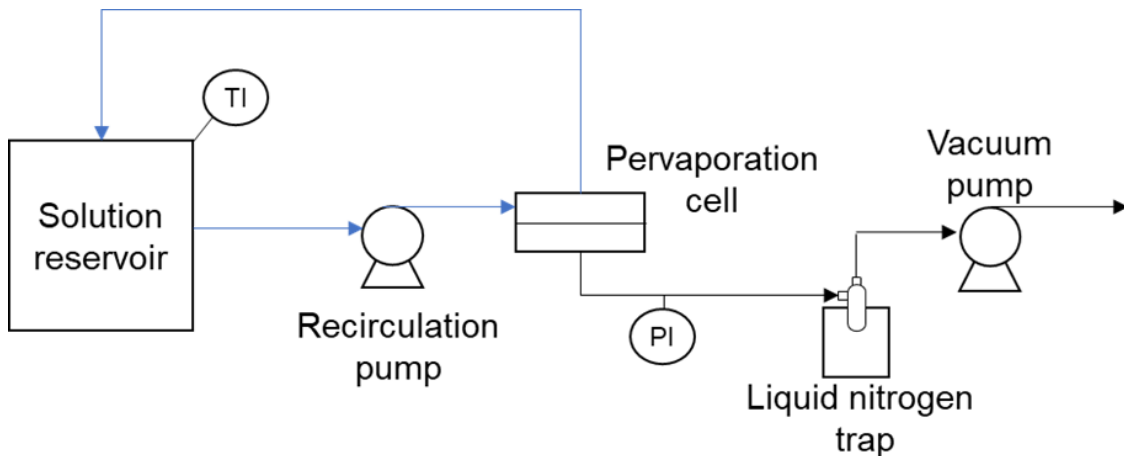 TI
Solution
reservoir
Recirculation
pump
Pervaporation
cell
PI
Liquid nitrogen
trap
Vacuum
pump